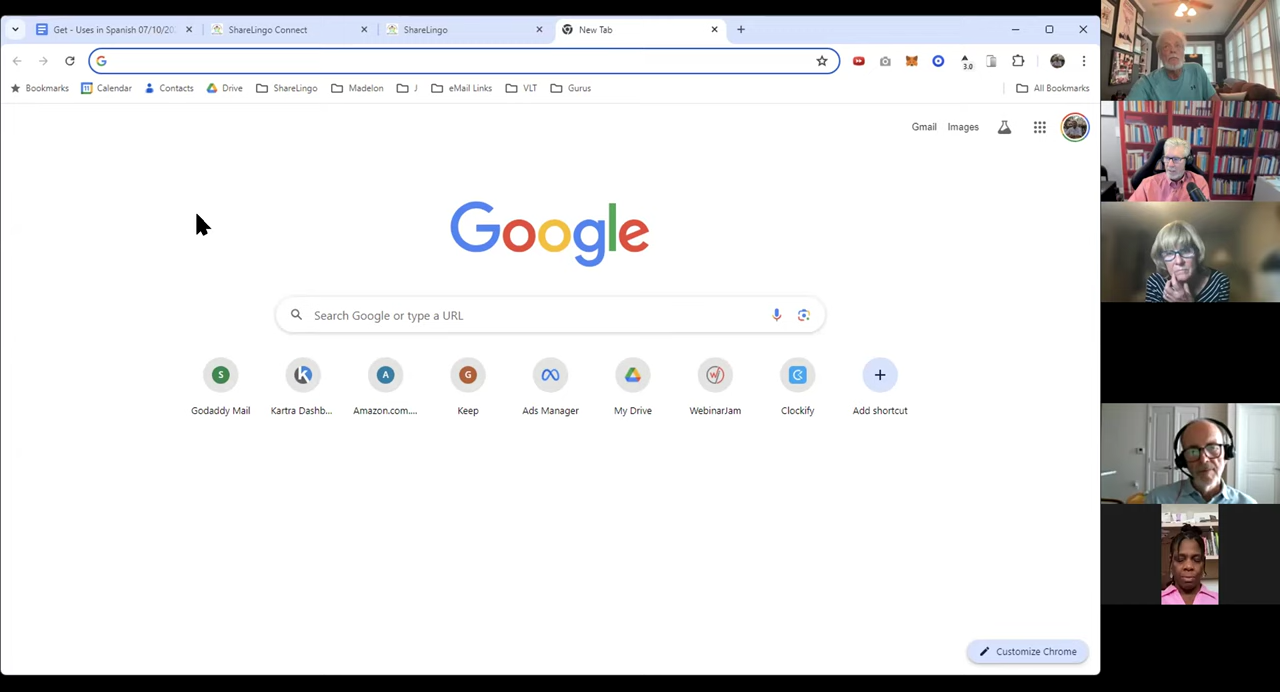 Get - Uses in Spanish 07/10/20
ShareLingo Connect
ShareLingo
New Tab
3.0
Bookmarks
Calendar
Contacts
Drive
ShareLingo
Madelon
J
eMail Links
VLT
Gurus
All Bookmarks
Gmail
Images
Google
Search Google or type a URL
S
K
A
G
Godaddy Mail
Kartra Dashb...
Amazon.com....
Keep
Ads Manager
My Drive
WebinarJam
Clockify
Add shortcut
Customize Chrome